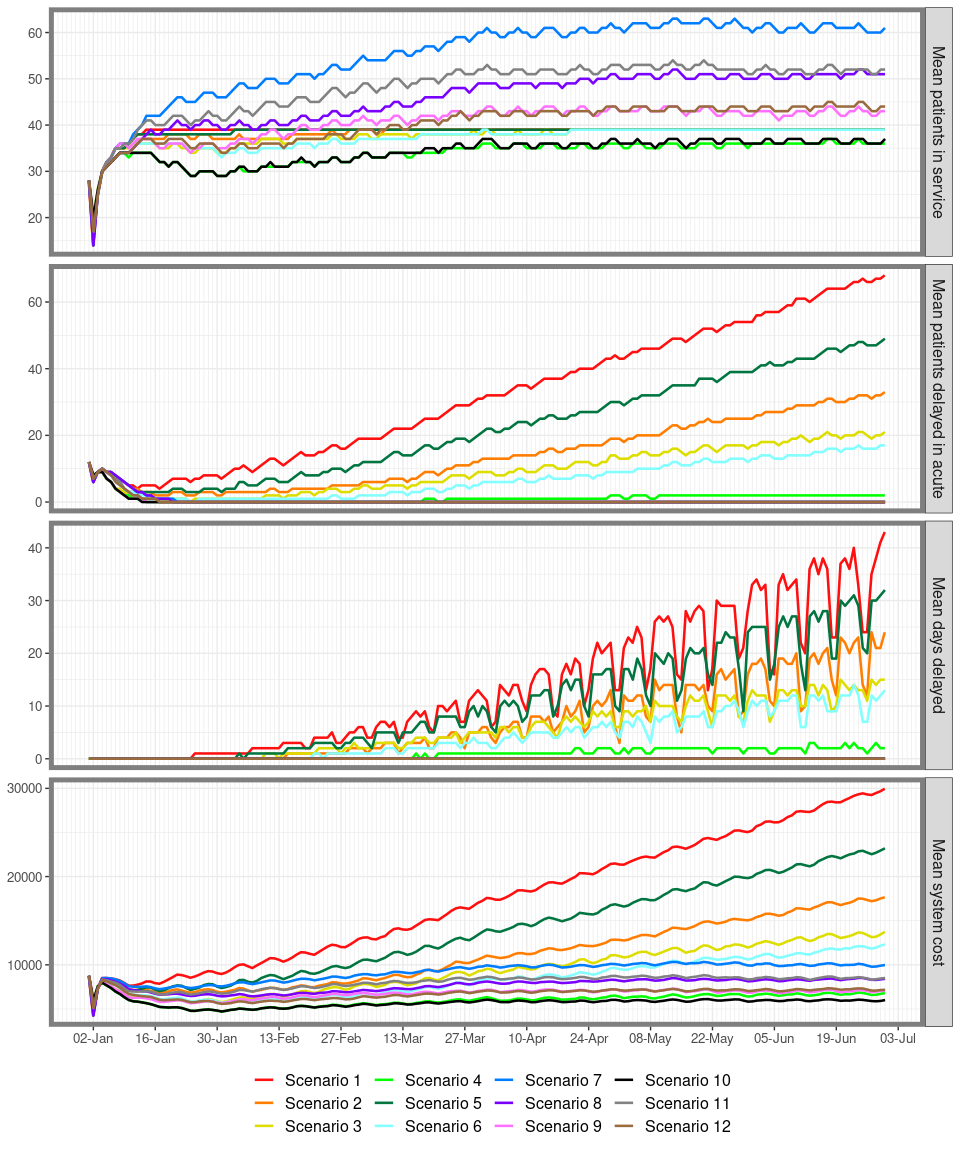 60
50
40
30
20
Mean patients in service
60
40
20
0
Mean patients delayed in acute
40
30
20
10
0
Mean days delayed
30000
20000
10000
Mean system cost
02-Jan 16-Jan 30-Jan 13-Feb 27-Feb 13-Mar 27-Mar 10-Apr 24-Apr 08-May 22-May 05-Jun 19-Jun 03-Jul
Scenario 1 Scenario 4 Scenario 7 Scenario 10
Scenario 2 Scenario 5 Scenario 8 Scenario 11
Scenario 3 Scenario 6 Scenario 9 Scenario 12